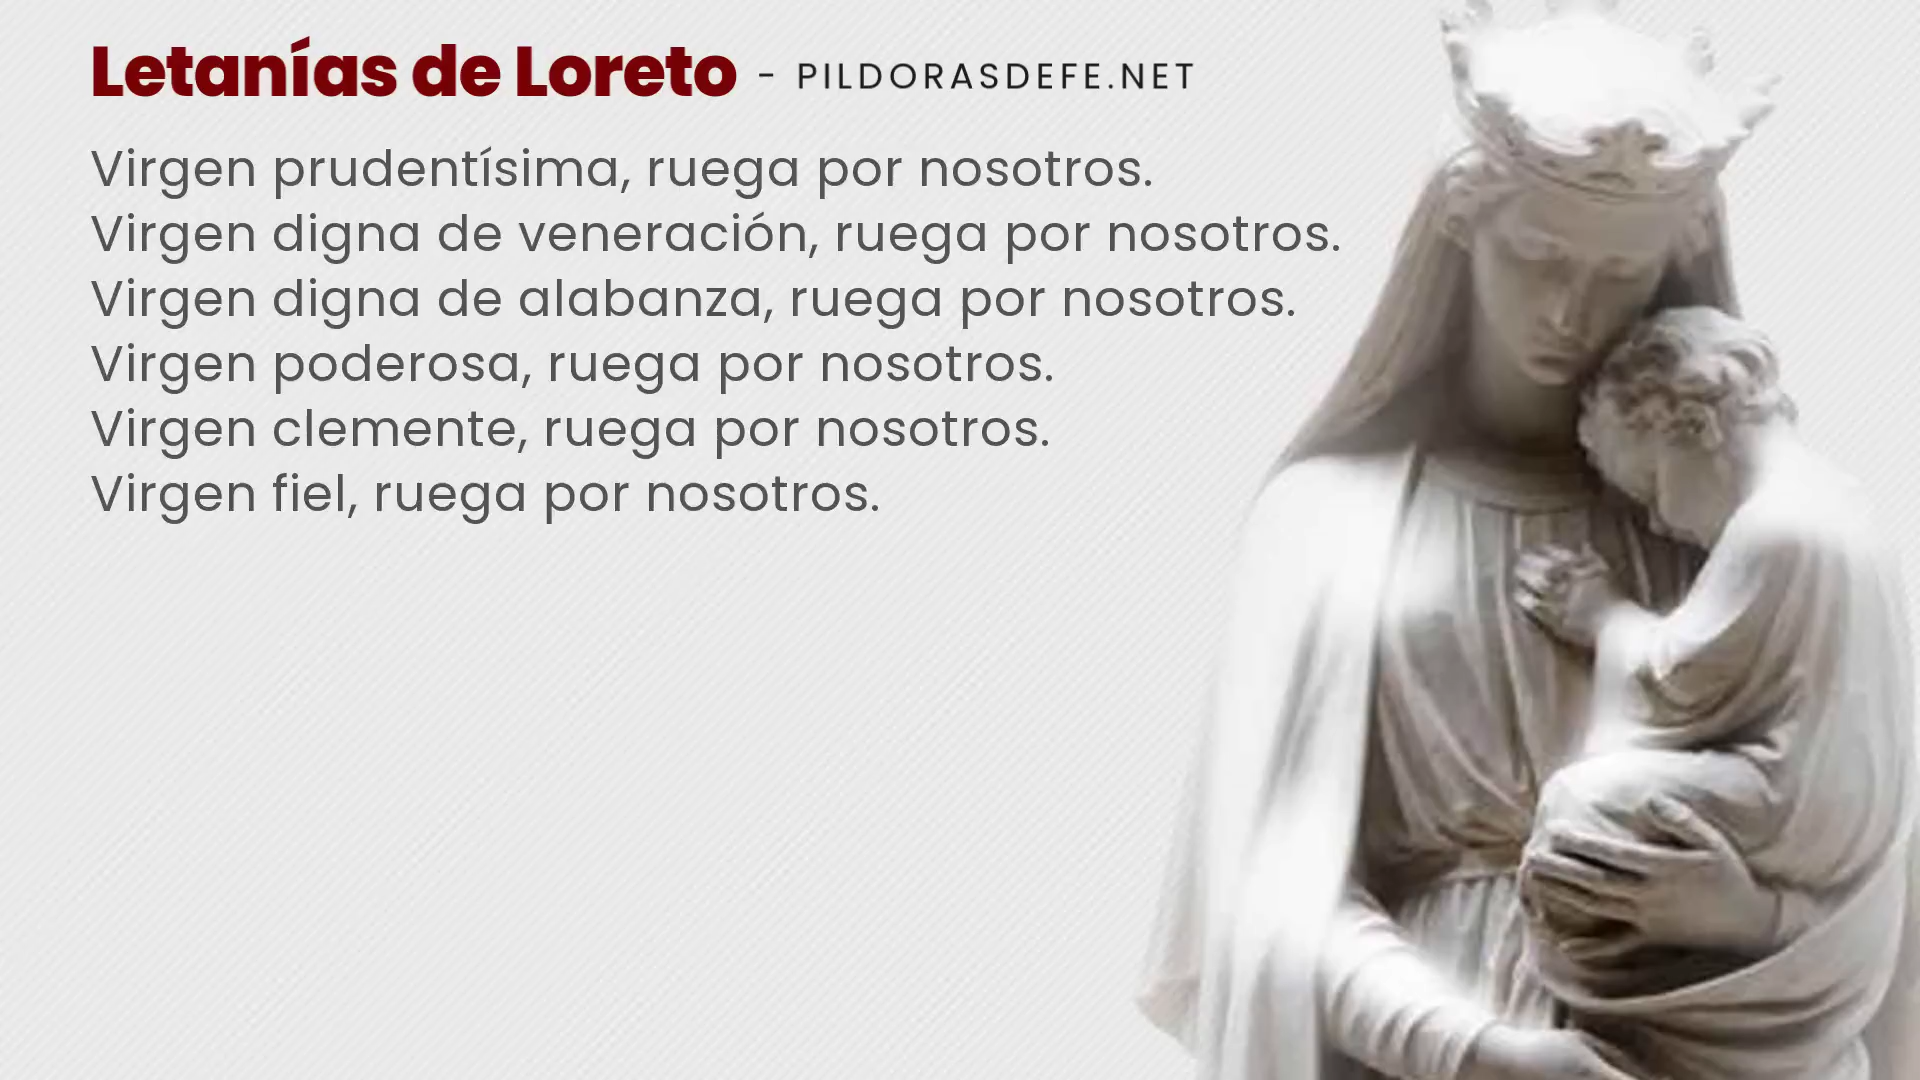 Letanías de Loreto - PILDORASDEFE.NET
Virgen prudentísima, ruega por nosotros.
Virgen digna de veneración, ruega por nosotros.
Virgen digna de alabanza, ruega por nosotros.
Virgen poderosa, ruega por nosotros.
Virgen clemente, ruega por nosotros.
Virgen fiel, ruega por nosotros.